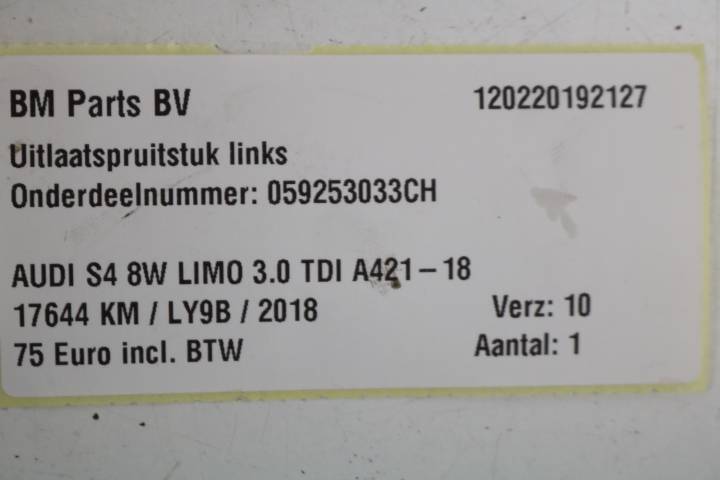 BM Parts BV 120220192127
Uitlaatspruitstuk links
Onderdeelnummer: 059253033CH
AUDI S4 8W LIMO 3.0 TDI A421-18
17644 KM / LY9B / 2018 Verz: 10
75 Euro incl. BTW Aantal: 1